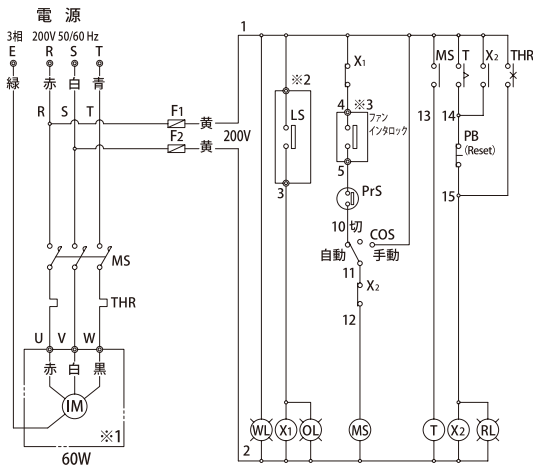 電 源
3相 200V 50/60 Hz
E R S T
緑 赤 白 青
R S T
F1 黄
F2 黄
200V
MS
THR
U V W
赤 白 黒
IM
※1
60W
1
※2
LS
3
X1
4 ※3
ファン
インタロック
5
PrS
10 切
COS
自動 手動
11
X2
12
MS T X2 THR
13 14
PB
(Reset)
15
WL X1 OL MS T X2 RL
2